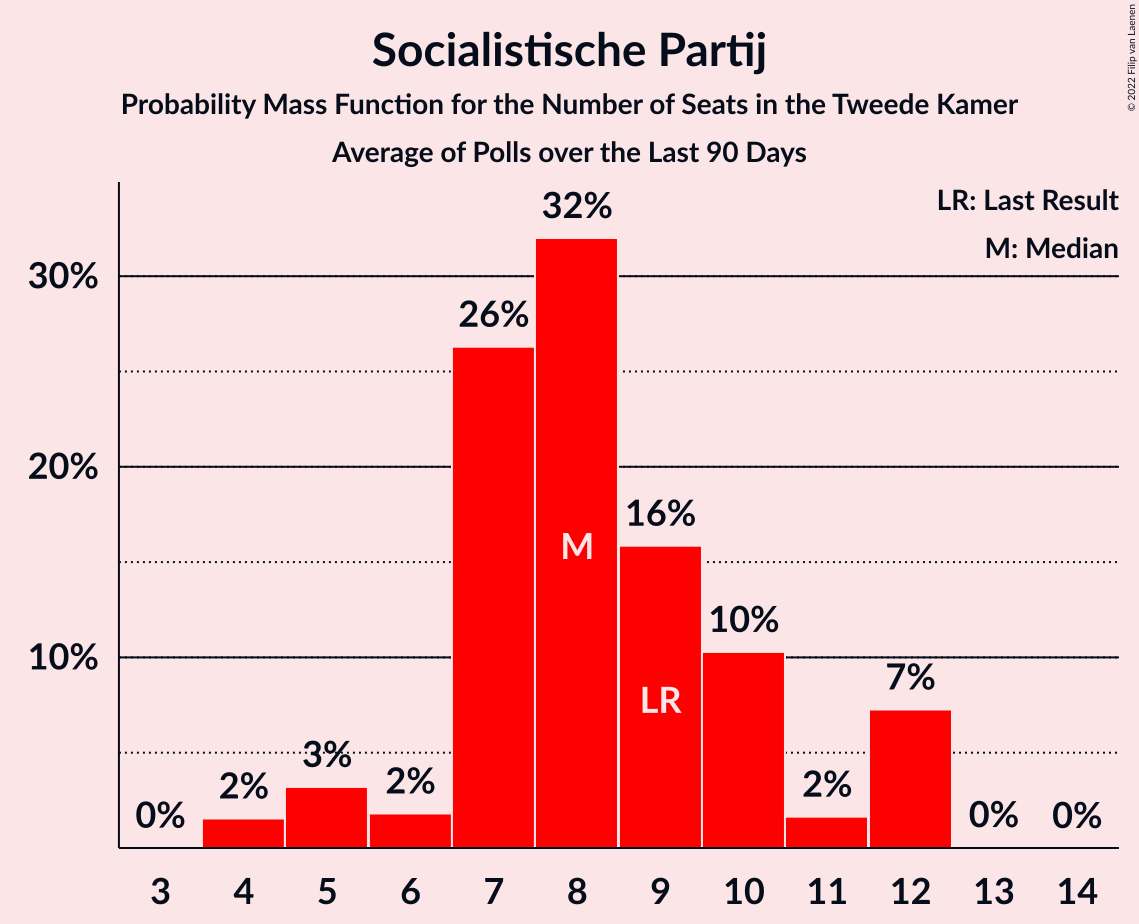 Socialistische Partij
Probability Mass Function for the Number of Seats in the Tweede Kamer
Average of Polls over the Last 90 Days
© 2022 Filip van Laenen
LR: Last Result
M: Median
30%
20%
10%
0%
2%
3%
2%
26%
32%
16%
10%
2%
7%
0%
0%
M
LR
3 4 5 6 7 8 9 10 11 12 13 14